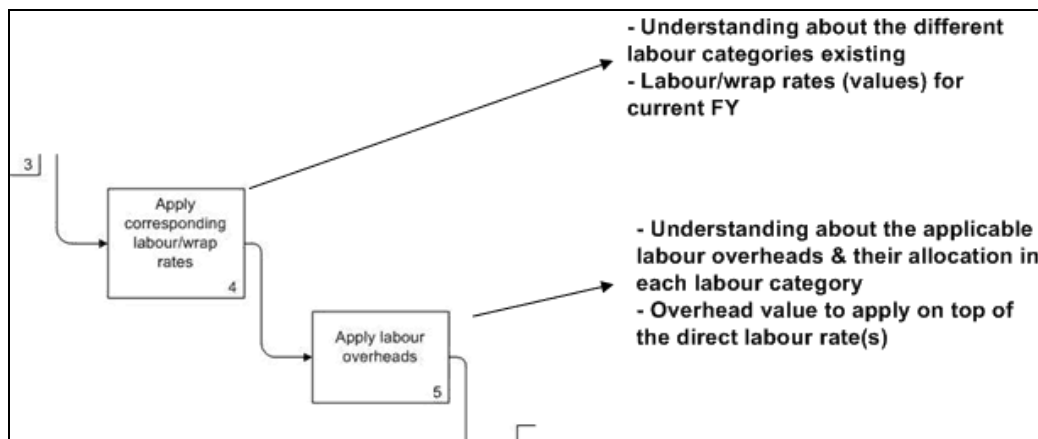 - Understanding about the different
labour categories existing
- Labour/wrap rates (values) for
current FY
3
Apply
corresponding
labour/wrap
rates
4
- Understanding about the applicable
labour overheads & their allocation in
each labour category
- Overhead value to apply on top of
the direct labour rate(s)
Apply labour
overheads
5